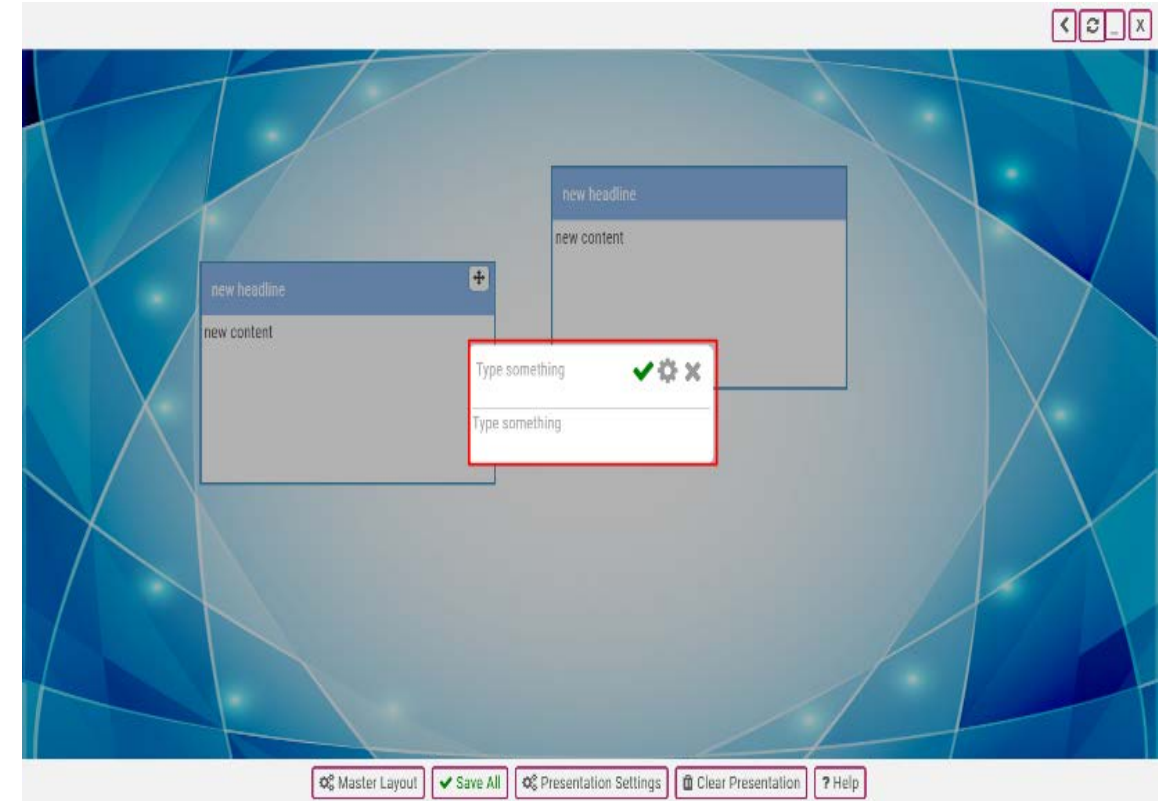 _ X
new headline
new content
new headline
new content
Type something
Type something
Master Layout Save All Presentation Settings Clear Presentation ? Help